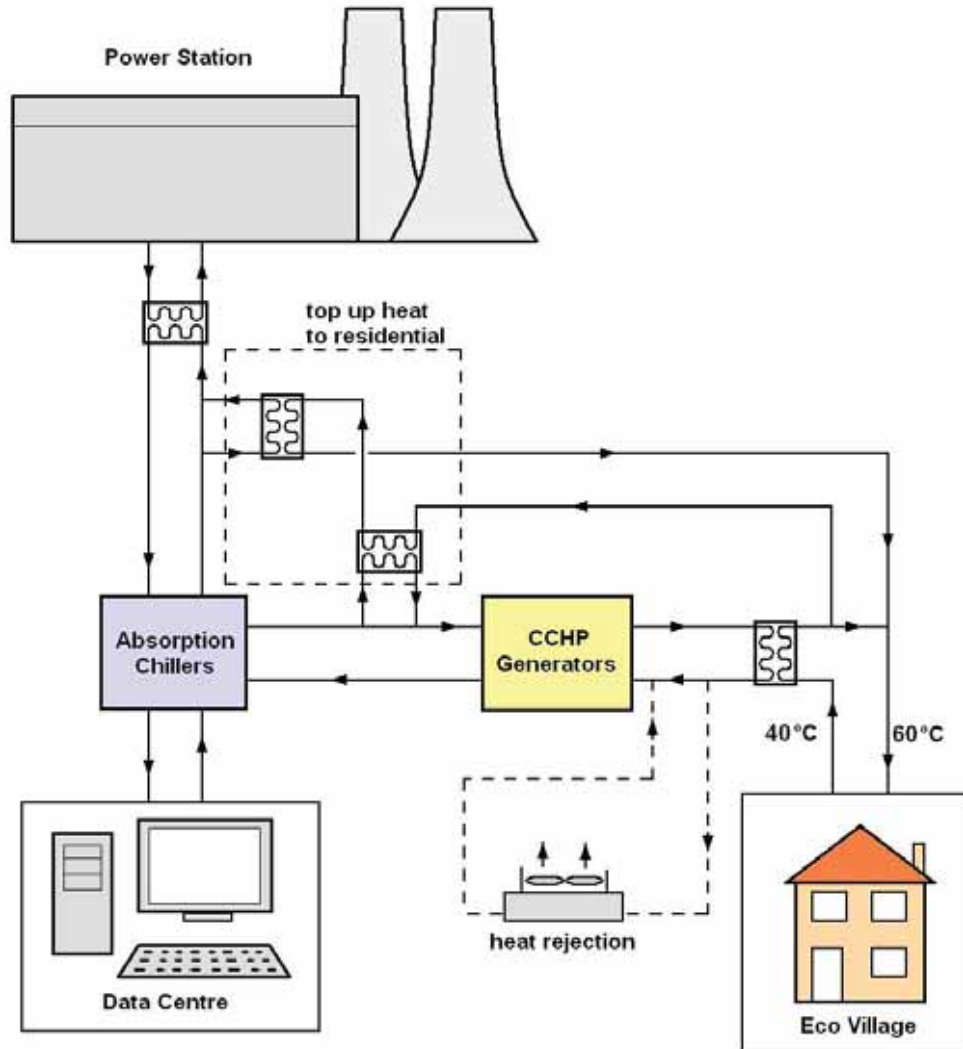 Power Station
top up heat
to residential
Absorption
Chillers
CCHP
Generators
40°C
60°C
heat rejection
Data Centre
Eco Village